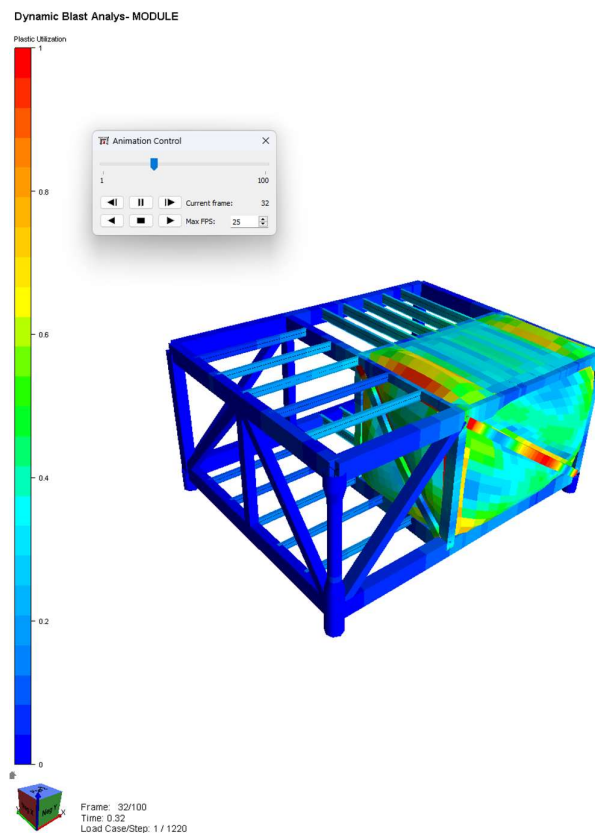 Dynamic Blast Analys- MODULE
Plastic Utilization
1
Animation Control
1
100
Current frame:
32
Max FPS:
25
0.8
0.6
0.4
0.2
0
X
Frame: 32/100
Time: 0.32
Load Case/Step: 1 / 1220